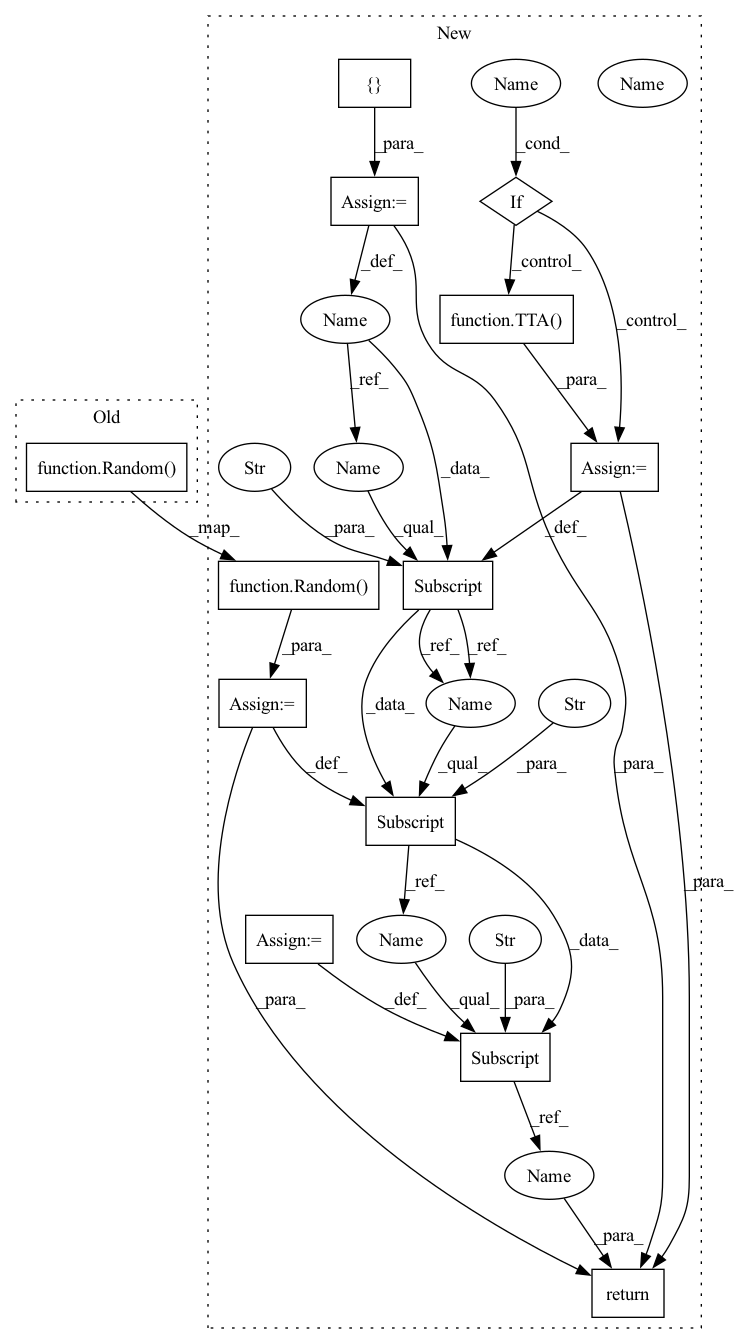 New
{}
Name
Name
_para_
_cond_
Assign:=
If
_def_
_control_
Name
function.TTA()
_control_
_ref_
_para_
Old
function.Random()
Str
Name
_data_
Assign:=
_map_
_para_
_qual_
_def_
function.Random()
Subscript
_para_
_ref_
_ref_
Assign:=
_data_
Name
Str
_def_
_qual_
_para_
_para_
Subscript
_ref_
_para_
Assign:=
Name
Str
_data_
_para_
_def_
_qual_
_para_
Subscript
_ref_
Name
_para_
return